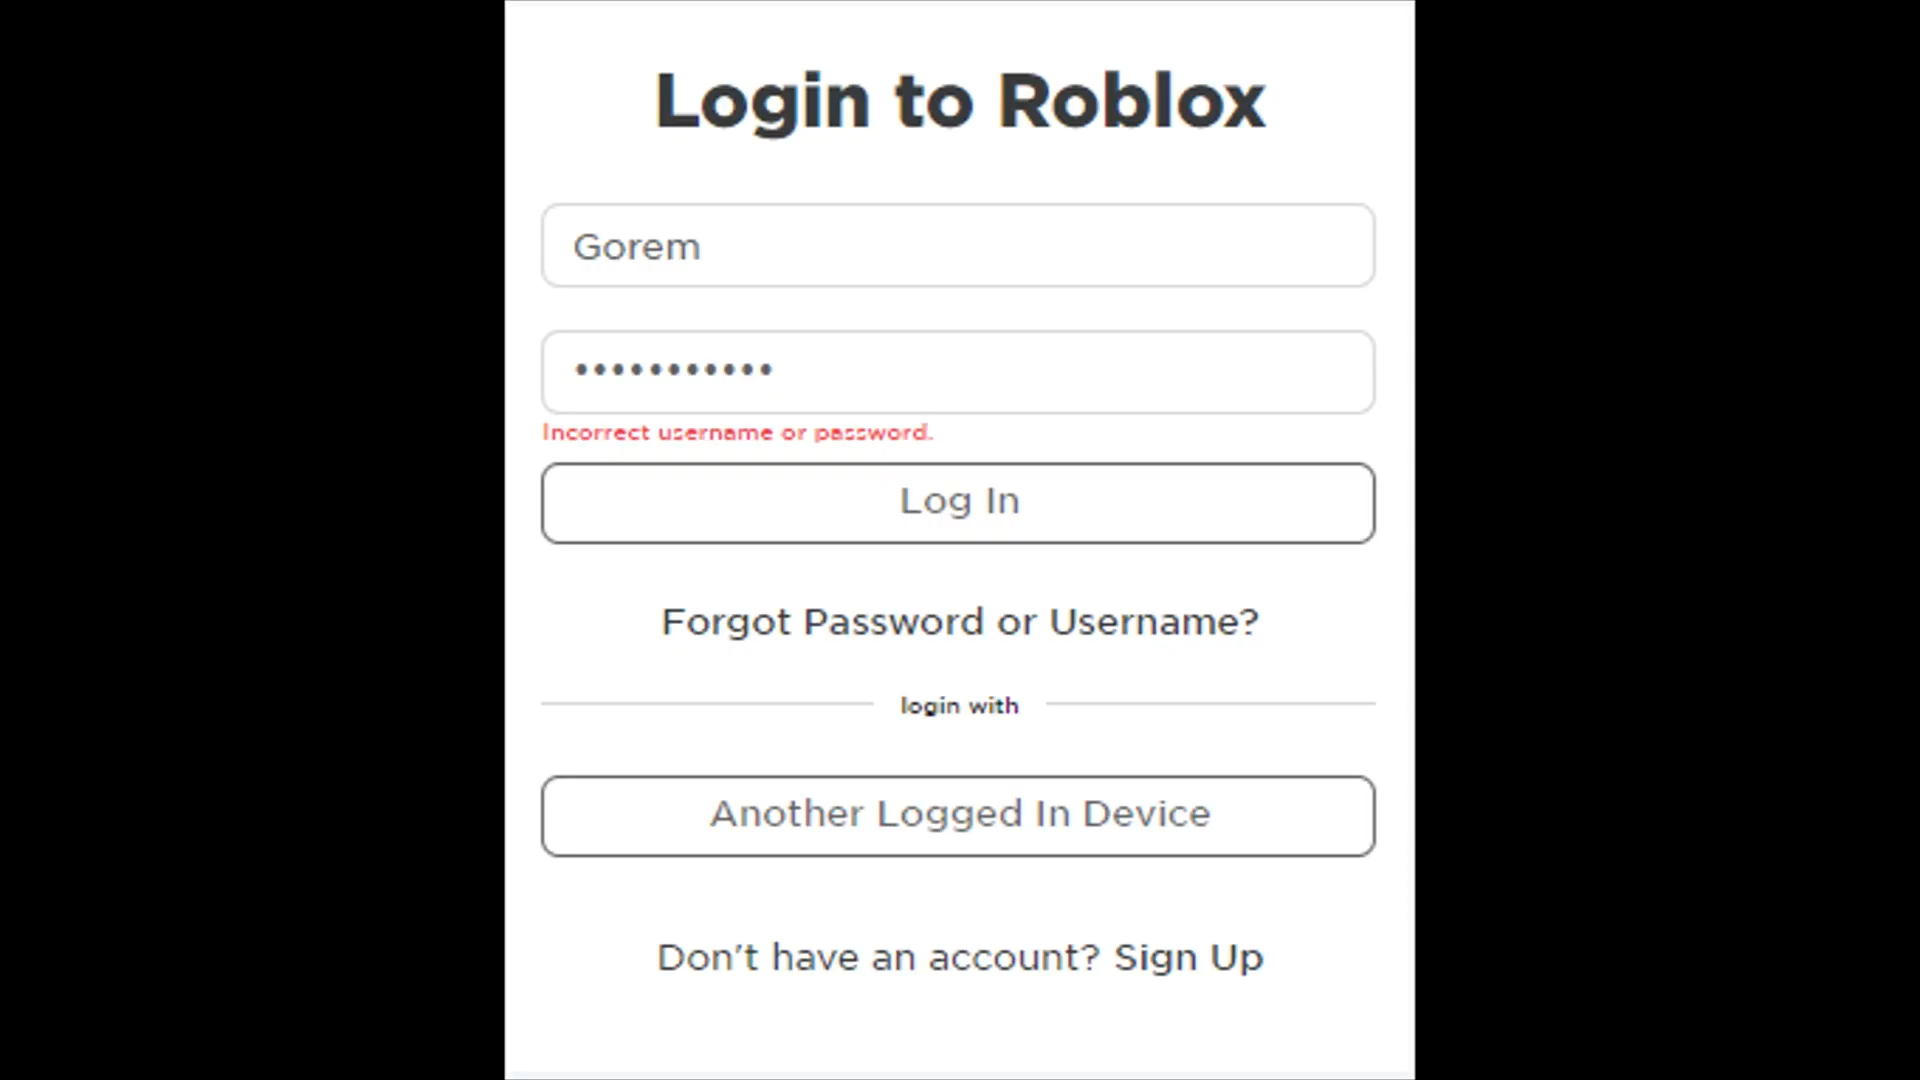 Login to Roblox
Gorem
•••••••••••
Incorrect username or password.
Log In
Forgot Password or Username?
login with
Another Logged In Device
Don't have an account? Sign Up